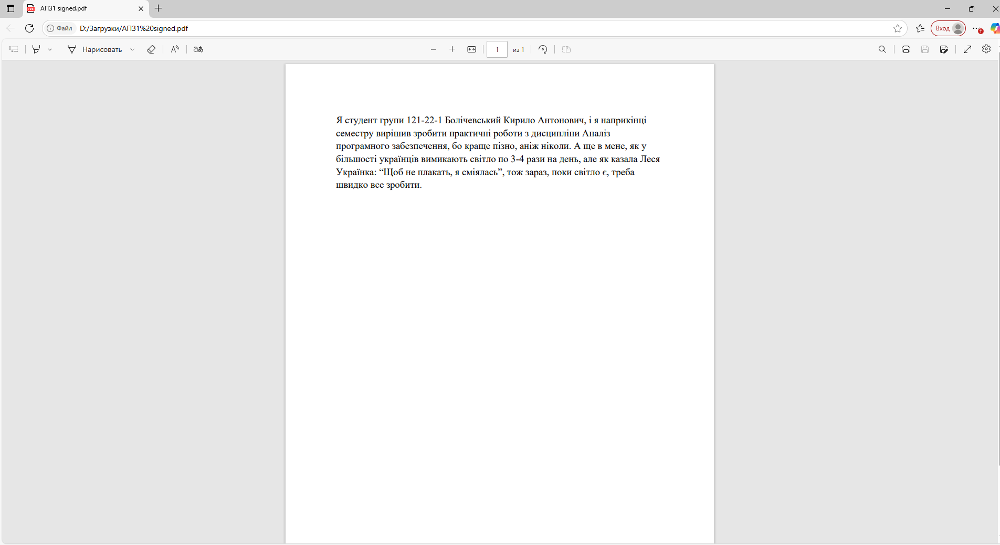 АПЗ1 signed.pdf
Файл D:/Загрузки/АПЗ1%20signed.pdf Вход
Нарисовать 1 из 1
Я студент групи 121-22-1 Болічевський Кирило Антонович, і я наприкінці
семестру вирішив зробити практичні роботи з дисципліни Аналіз
програмного забезпечення, бо краще пізно, аніж ніколи. А ще в мене, як у
більшості українців вимикають світло по 3-4 рази на день, але як казала Леся
Українка: “Щоб не плакать, я сміялась”, тож зараз, поки світло є, треба
швидко все зробити.